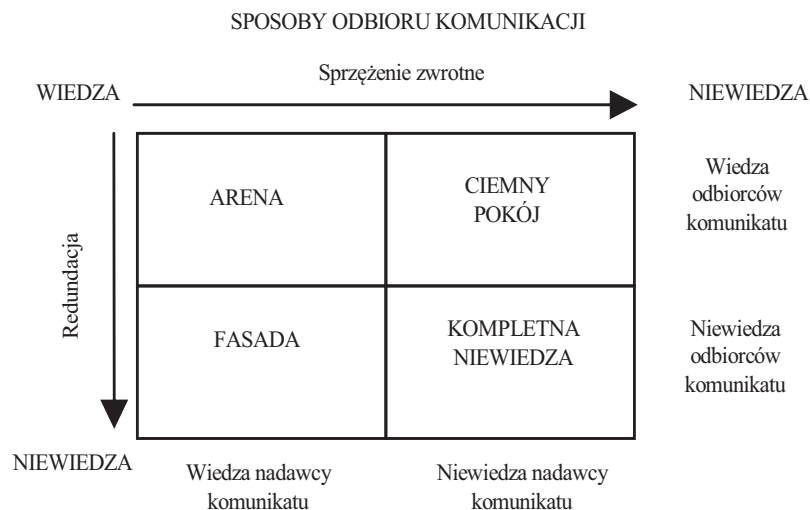 SPOSOBY ODBIORU KOMUNIKACJI
Sprzężenie zwrotne
WIEDZA
NIEWIEDZA
Redundacja
ARENA
CIEMNY
POKÓJ
Wiedza
odbiorców
komunikatu
FASADA
KOMPLETNA
NIEWIEDZA
Niewiedza
odbiorców
komunikatu
NIEWIEDZA
Wiedza nadawcy
komunikatu
Niewiedza nadawcy
komunikatu